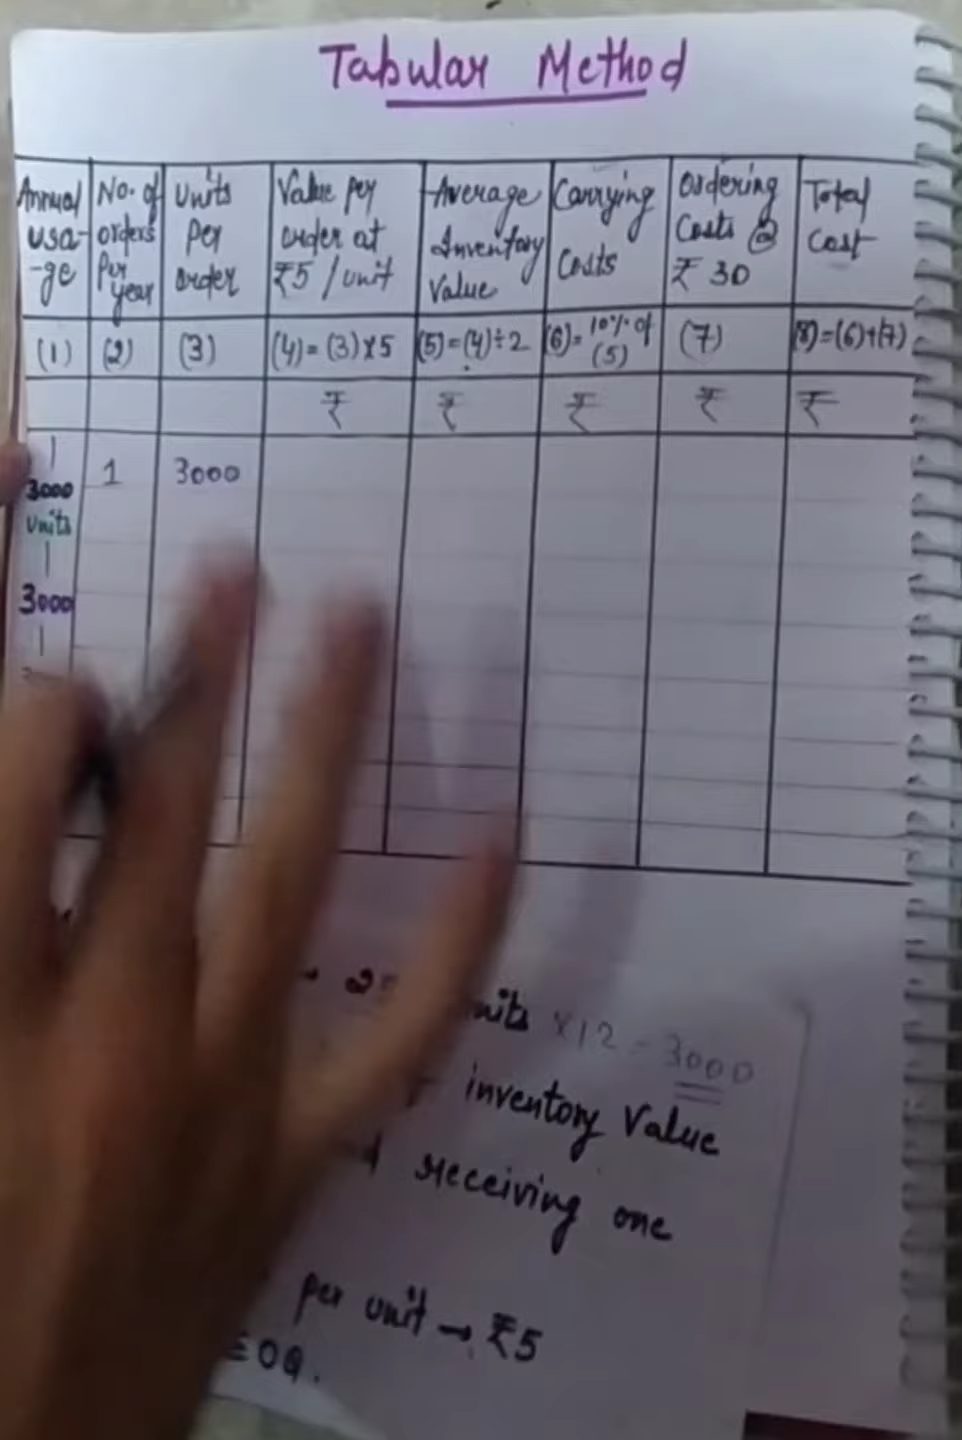 Tabular Method
Annual usa- -ge
No. of orders Per year
Units Per order
Value per order at ₹5 / unit
Average Inventory Value
Carrying Costs
Ordering Costs @ ₹ 30
Total Cost
(1) (2) (3) (4) = (3) x 5 (5) = (4) ÷ 2 (6) = 10% of (5) (7) (8) = (6) + (7)
₹ ₹ ₹ ₹ ₹
3000 1 3000
Units
3000
x 12 = 3000
inventory Value
receiving one
per unit → ₹5
EOQ.